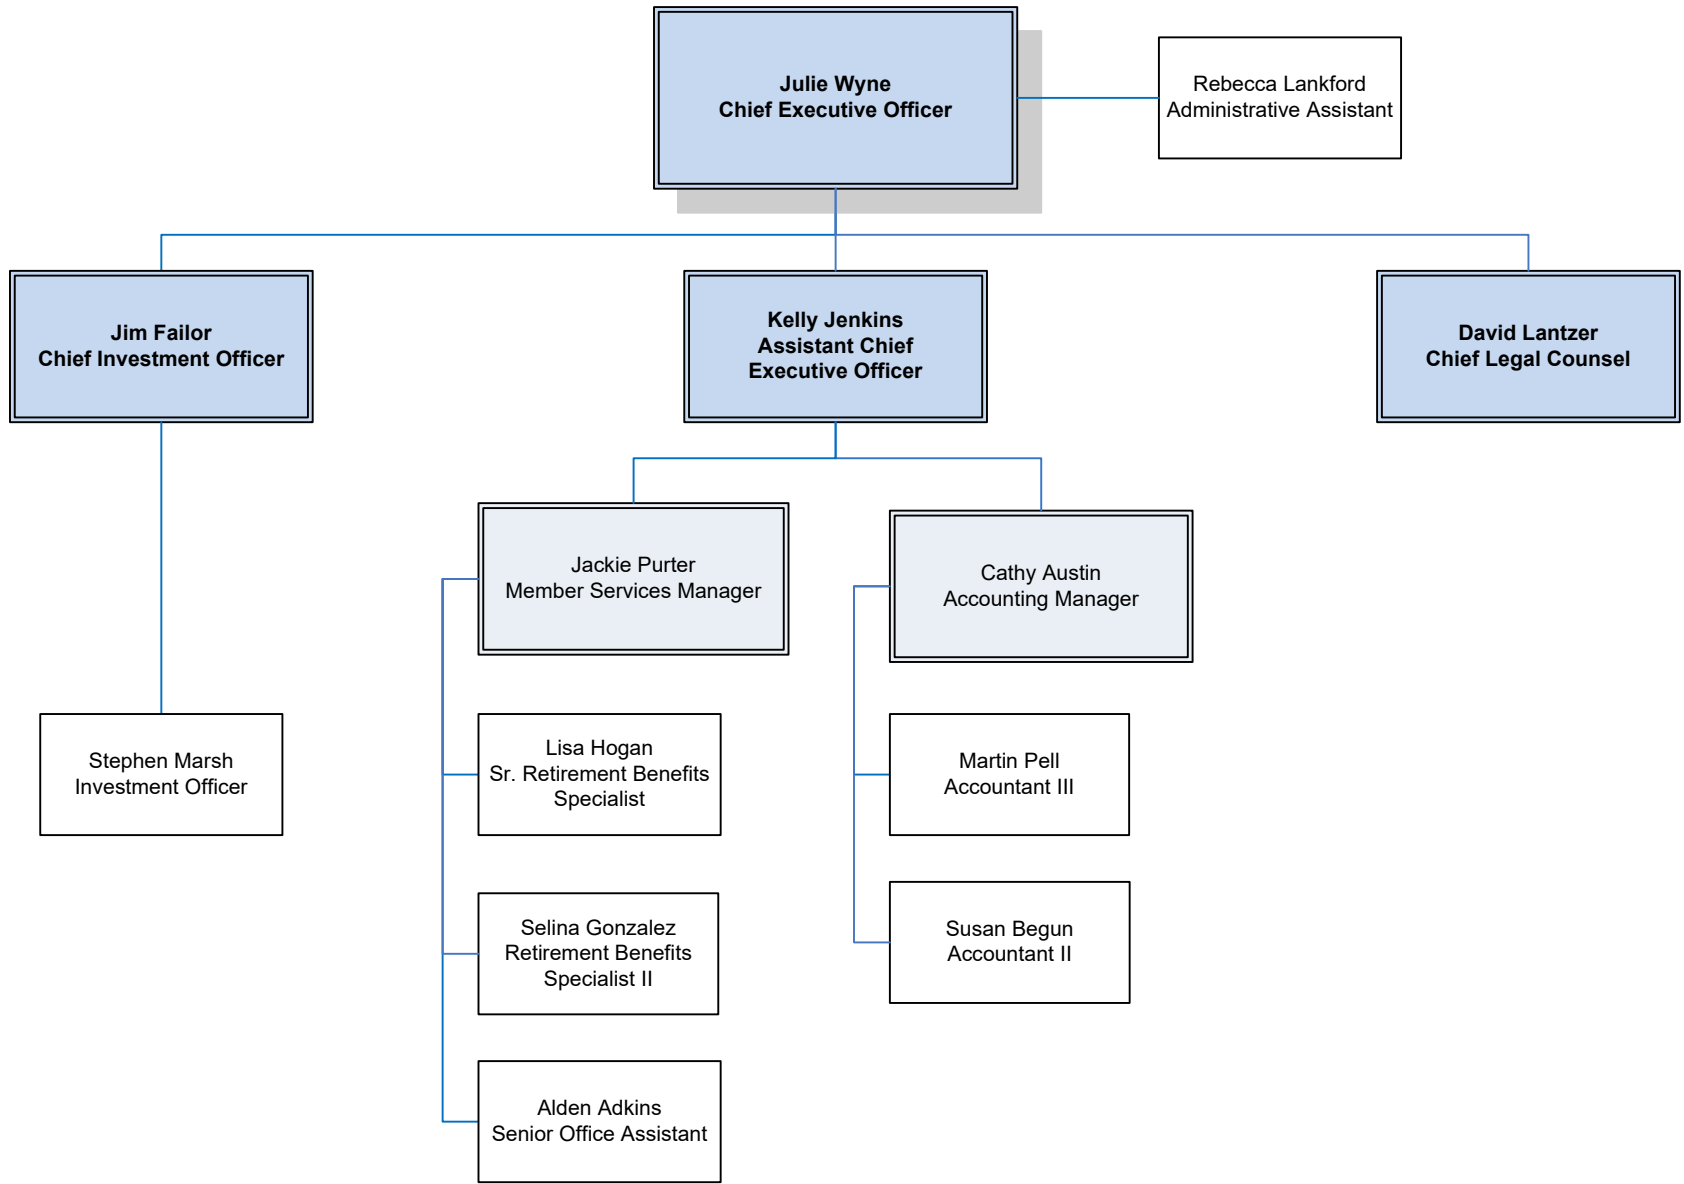 Julie Wyne
Chief Executive Officer
Rebecca Lankford
Administrative Assistant
Jim Failor
Chief Investment Officer
Kelly Jenkins
Assistant Chief
Executive Officer
David Lantzer
Chief Legal Counsel
Jackie Purter
Member Services Manager
Cathy Austin
Accounting Manager
Stephen Marsh
Investment Officer
Lisa Hogan
Sr. Retirement Benefits
Specialist
Martin Pell
Accountant III
Selina Gonzalez
Retirement Benefits
Specialist II
Susan Begun
Accountant II
Alden Adkins
Senior Office Assistant